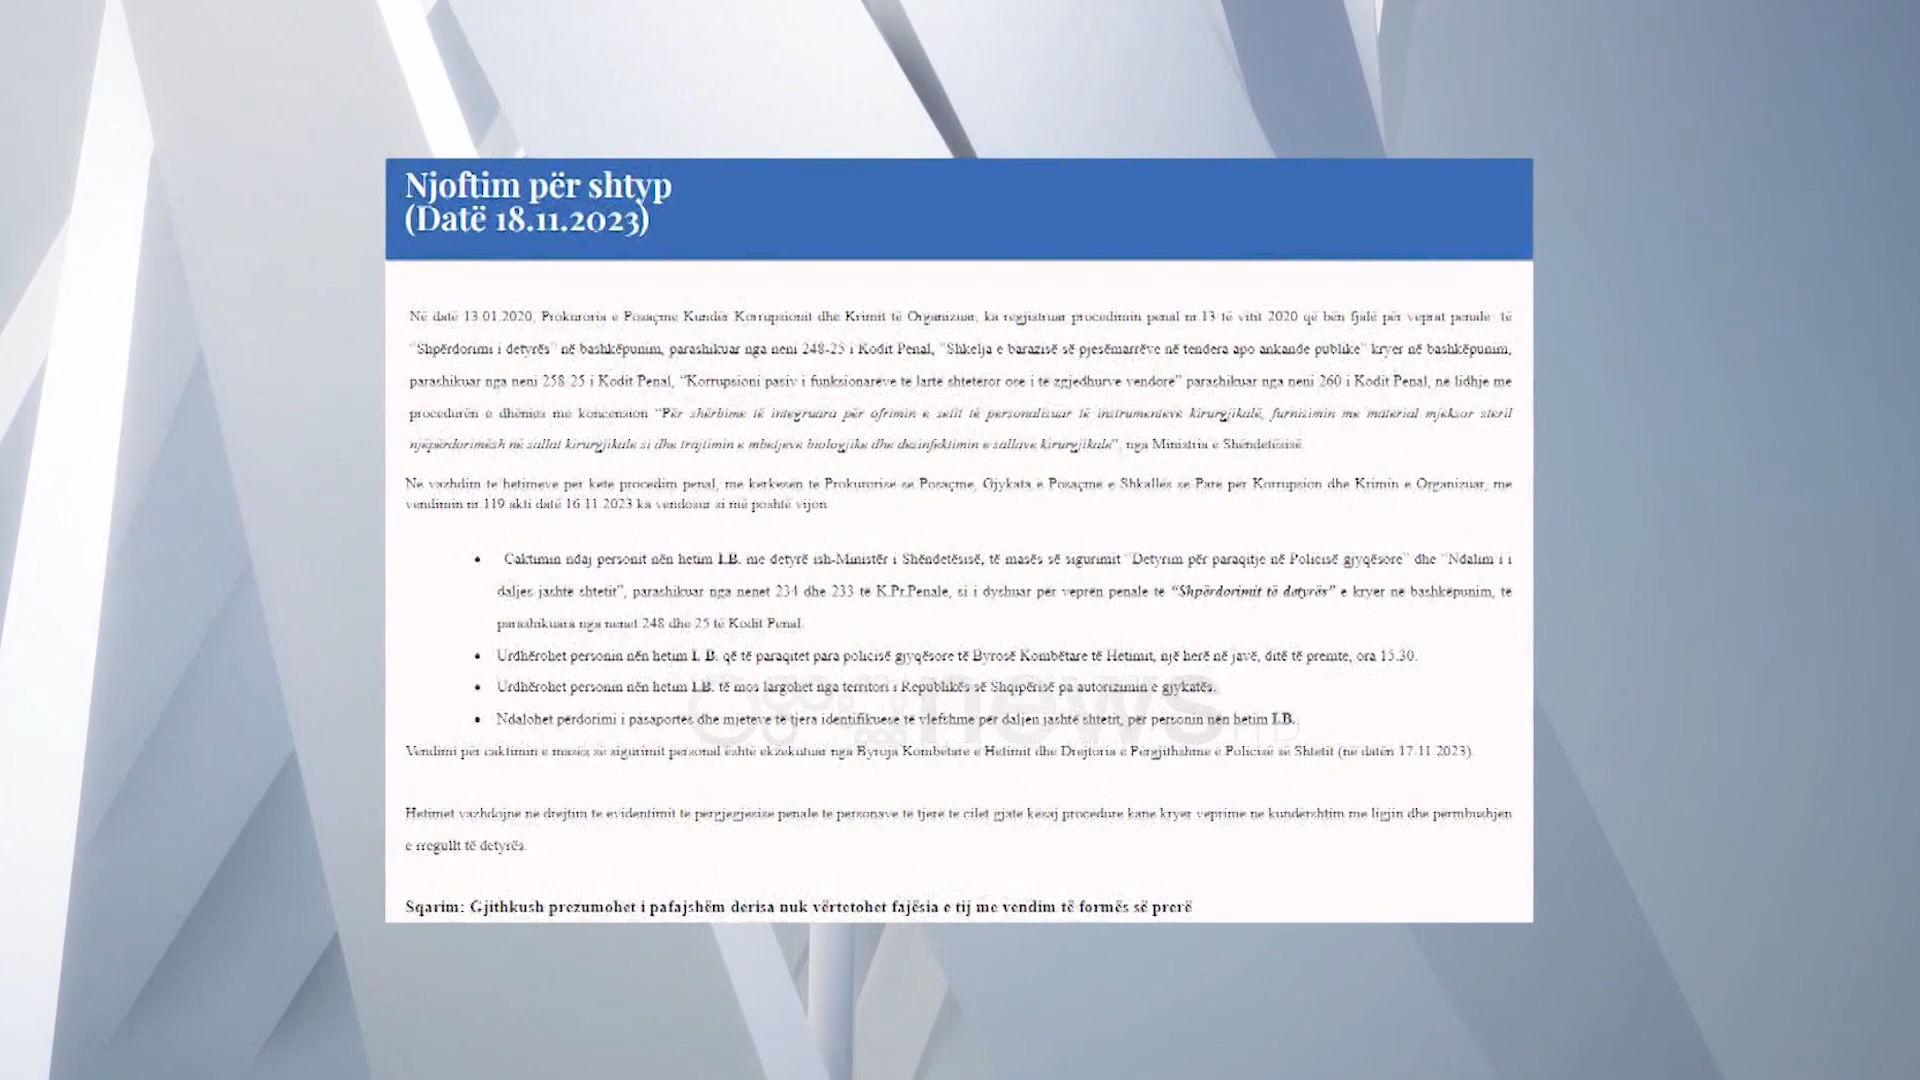 Njoftim për shtyp
(Datë 18.11.2023)
Në datë 13.01.2020, Prokuroria e Posaçme Kundër Korrupsionit dhe Krimit të Organizuar, ka regjistruar procedimin penal nr.13 të vitit 2020 që bën fjalë për veprat penale të
“Shpërdorimi i detyrës” në bashkëpunim, parashikuar nga neni 248-25 i Kodit Penal, “Shkelja e barazisë së pjesëmarrëve në tendera apo ankande publike” kryer në bashkëpunim,
parashikuar nga neni 258 25 i Kodit Penal, “Korrupsioni pasiv i funksionarëve të lartë shtetëror ose i të zgjedhurve vendore” parashikuar nga neni 260 i Kodit Penal, në lidhje me
procedurën e dhënies me koncension “Për shërbime të integruara për ofrimin e setit të personalizuar të instrumenteve kirurgjikalë, furnizimin me material mjeksor steril
njëpërdorimësh në sallat kirurgjikale si dhe trajtimin e mbetjeve biologjike dhe dezinfektimin e sallave kirurgjikale”, nga Ministria e Shëndetësisë.
Në vazhdim të hetimeve për këtë procedim penal, me kërkesën të Prokurorisë së Posaçme, Gjykata e Posaçme e Shkallës së Parë për Korrupsion dhe Krimin e Organizuar, me
vendimin nr.119 akti datë 16.11.2023 ka vendosur si më poshtë vijon:
• Caktimin ndaj personit nën hetim I.B. me detyrë ish-Ministër i Shëndetësisë, të masës së sigurimit “Detyrim për paraqitje në Policisë gjyqësore” dhe “Ndalim i i
daljes jashtë shtetit”, parashikuar nga nenet 234 dhe 233 të K.Pr.Penale, si i dyshuar për veprën penale të “Shpërdorimit të detyrës” e kryer në bashkëpunim, të
parashikuara nga nenet 248 dhe 25 të Kodit Penal.
• Urdhërohet personin nën hetim I. B. që të paraqitet para policisë gjyqësore të Byrosë Kombëtare të Hetimit, një herë në javë, ditë të premte, ora 15.30.
• Urdhërohet personin nën hetim I.B. të mos largohet nga territori i Republikës së Shqipërisë pa autorizimin e gjykatës.
• Ndalohet përdorimi i pasaportës dhe mjeteve të tjera identifikuese të vlefshme për daljen jashtë shtetit, për personin nën hetim I.B.
Vendimi për caktimin e masës së sigurimit personal është ekzekutuar nga Byroja Kombëtare e Hetimit dhe Drejtoria e Përgjithshme e Policisë së Shtetit (në datën 17.11.2023).
Hetimet vazhdojnë në drejtim të evidentimit të përgjegjësisë penale të personave të tjerë të cilët gjatë kësaj procedure kanë kryer veprime në kundërshtim me ligjin dhe përmbushjen
e rregullt të detyrës.
Sqarim: Gjithkush prezumohet i pafajshëm derisa nuk vërtetohet fajësia e tij me vendim të formës së prerë
news